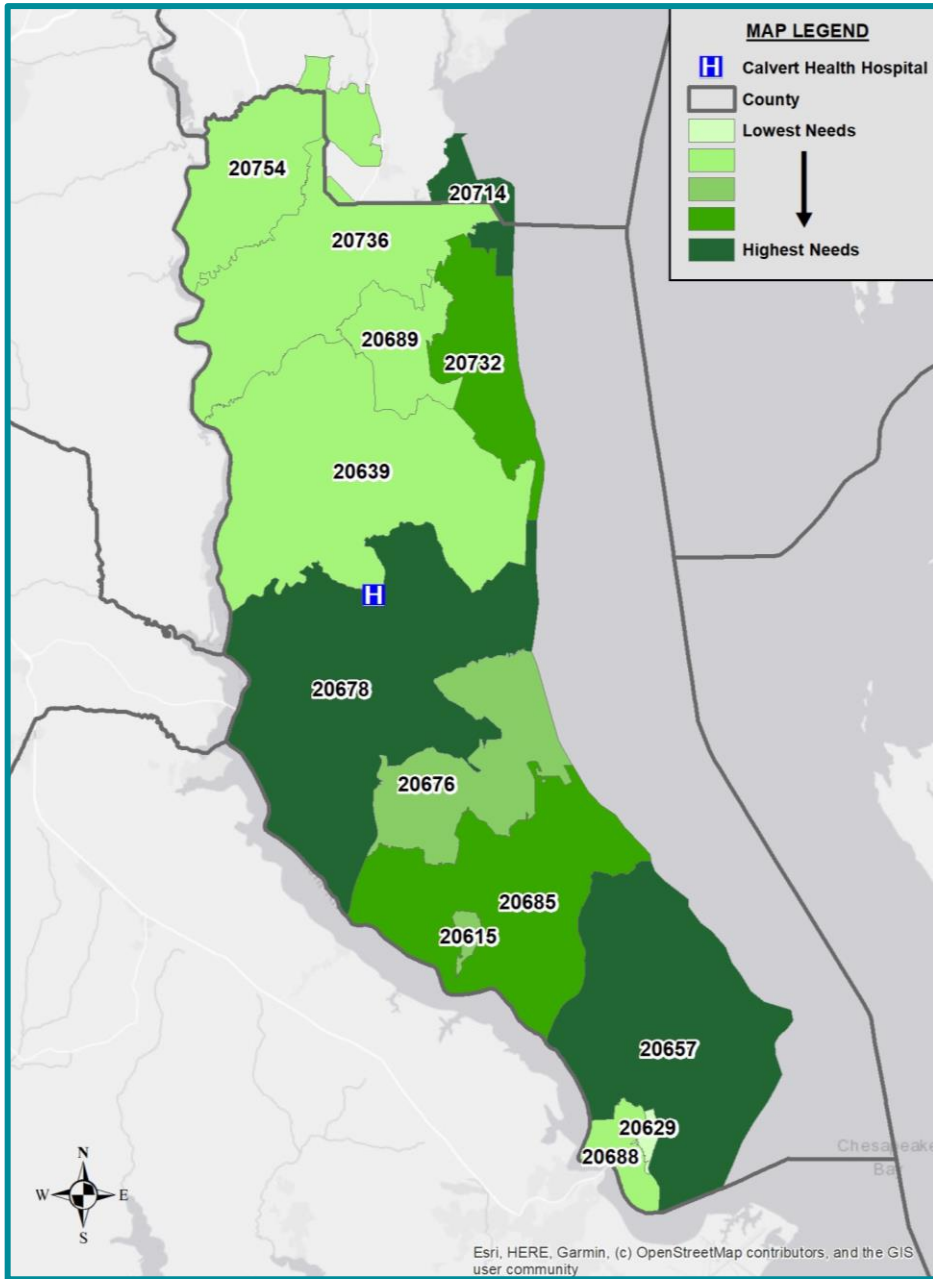 MAP LEGEND
H Calvert Health Hospital
County
Lowest Needs
Highest Needs
20754
20714
20736
20689
20732
20639
H
20678
20676
20685
20615
20657
20629
20688
Chesapeake
Bay
N
W E
S
Esri, HERE, Garmin, (c) OpenStreetMap contributors, and the GIS
user community